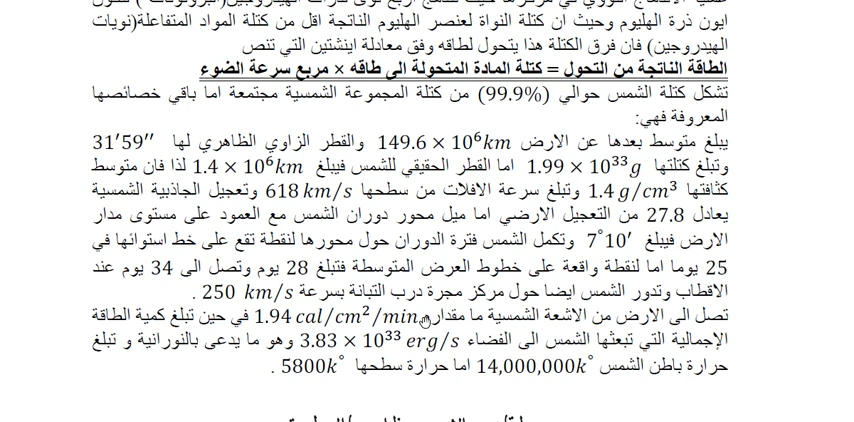 ايون ذرة الهليوم وحيث ان كتلة النواة لعنصر الهليوم الناتجة اقل من كتلة المواد المتفاعلة(نويات
الهيدروجين) فان فرق الكتلة هذا يتحول لطاقه وفق معادلة اينشتين التي تنص
الطاقة الناتجة من التحول = كتلة المادة المتحولة الى طاقه × مربع سرعة الضوء
تشكل كتلة الشمس حوالي (99.9%) من كتلة المجموعة الشمسية مجتمعة اما باقي خصائصها
المعروفة فهي:
يبلغ متوسط بعدها عن الارض 149.6 × 10⁶km والقطر الزاوي الظاهري لها 31′59′′
وتبلغ كتلتها 1.99 × 10³³g اما القطر الحقيقي للشمس فيبلغ 1.4 × 10⁶km لذا فان متوسط
كثافتها 1.4 g/cm³ وتبلغ سرعة الافلات من سطحها 618 km/s وتعجيل الجاذبية الشمسية
يعادل 27.8 من التعجيل الارضي اما ميل محور دوران الشمس مع العمود على مستوى مدار
الارض فيبلغ 7°10′ وتكمل الشمس فترة الدوران حول محورها لنقطة تقع على خط استوائها في
25 يوما اما لنقطة واقعة على خطوط العرض المتوسطة فتبلغ 28 يوم وتصل الى 34 يوم عند
الاقطاب وتدور الشمس ايضا حول مركز مجرة درب التبانة بسرعة 250 km/s .
تصل الى الارض من الاشعة الشمسية ما مقداره 1.94 cal/cm²/min في حين تبلغ كمية الطاقة
الإجمالية التي تبعثها الشمس الى الفضاء 3.83 × 10³³ erg/s وهو ما يدعى بالنورانية و تبلغ
حرارة باطن الشمس 14,000,000k° اما حرارة سطحها 5800k° .